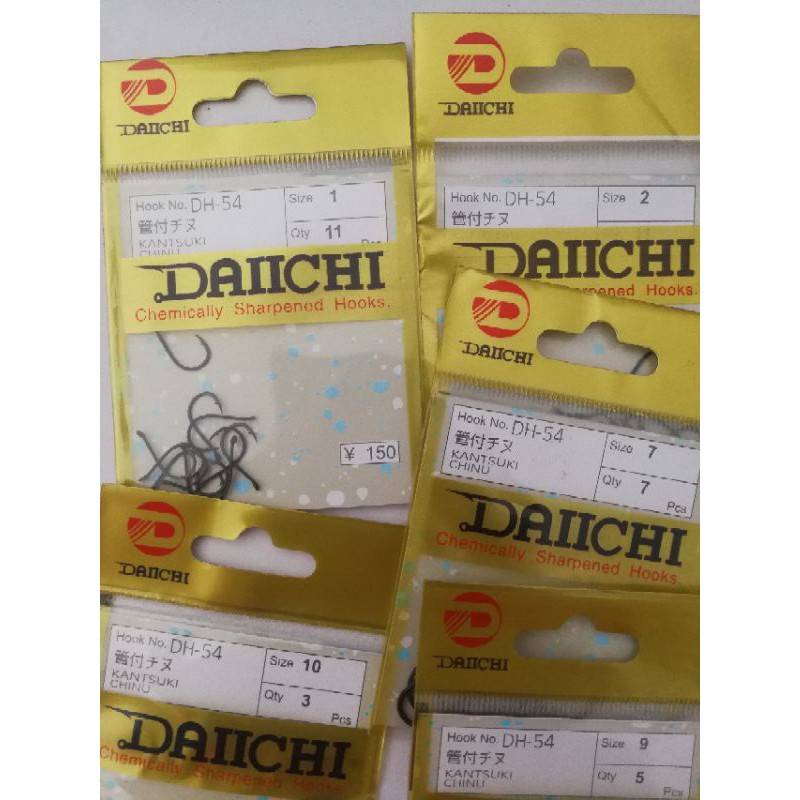 DAIICHI
Hook No. DH-54
管付チヌ
KANTSUKI
CHINU
Size 1
Qty 11
Pcs
DAIICHI
Chemically Sharpened Hooks.
¥ 150
DAIICHI
Hook No. DH-54
管付チヌ
Size 2
DAIICHI
Sharpened Hooks.
DAIICHI
Hook No. DH-54
管付チヌ
KANTSUKI
CHINU
Size 7
Qty 7
Pcs
DAIICHI
Chemically Sharpened Hooks.
DAIICHI
Hook No. DH-54
管付チヌ
KANTSUKI
CHINU
Size 10
Qty 3
Pcs
DAIICHI
Chemically Sharpened Hooks.
DAIICHI
Hook No. DH-54
管付チヌ
KANTSUKI
CHINU
Size 9
Qty 5
Pcs